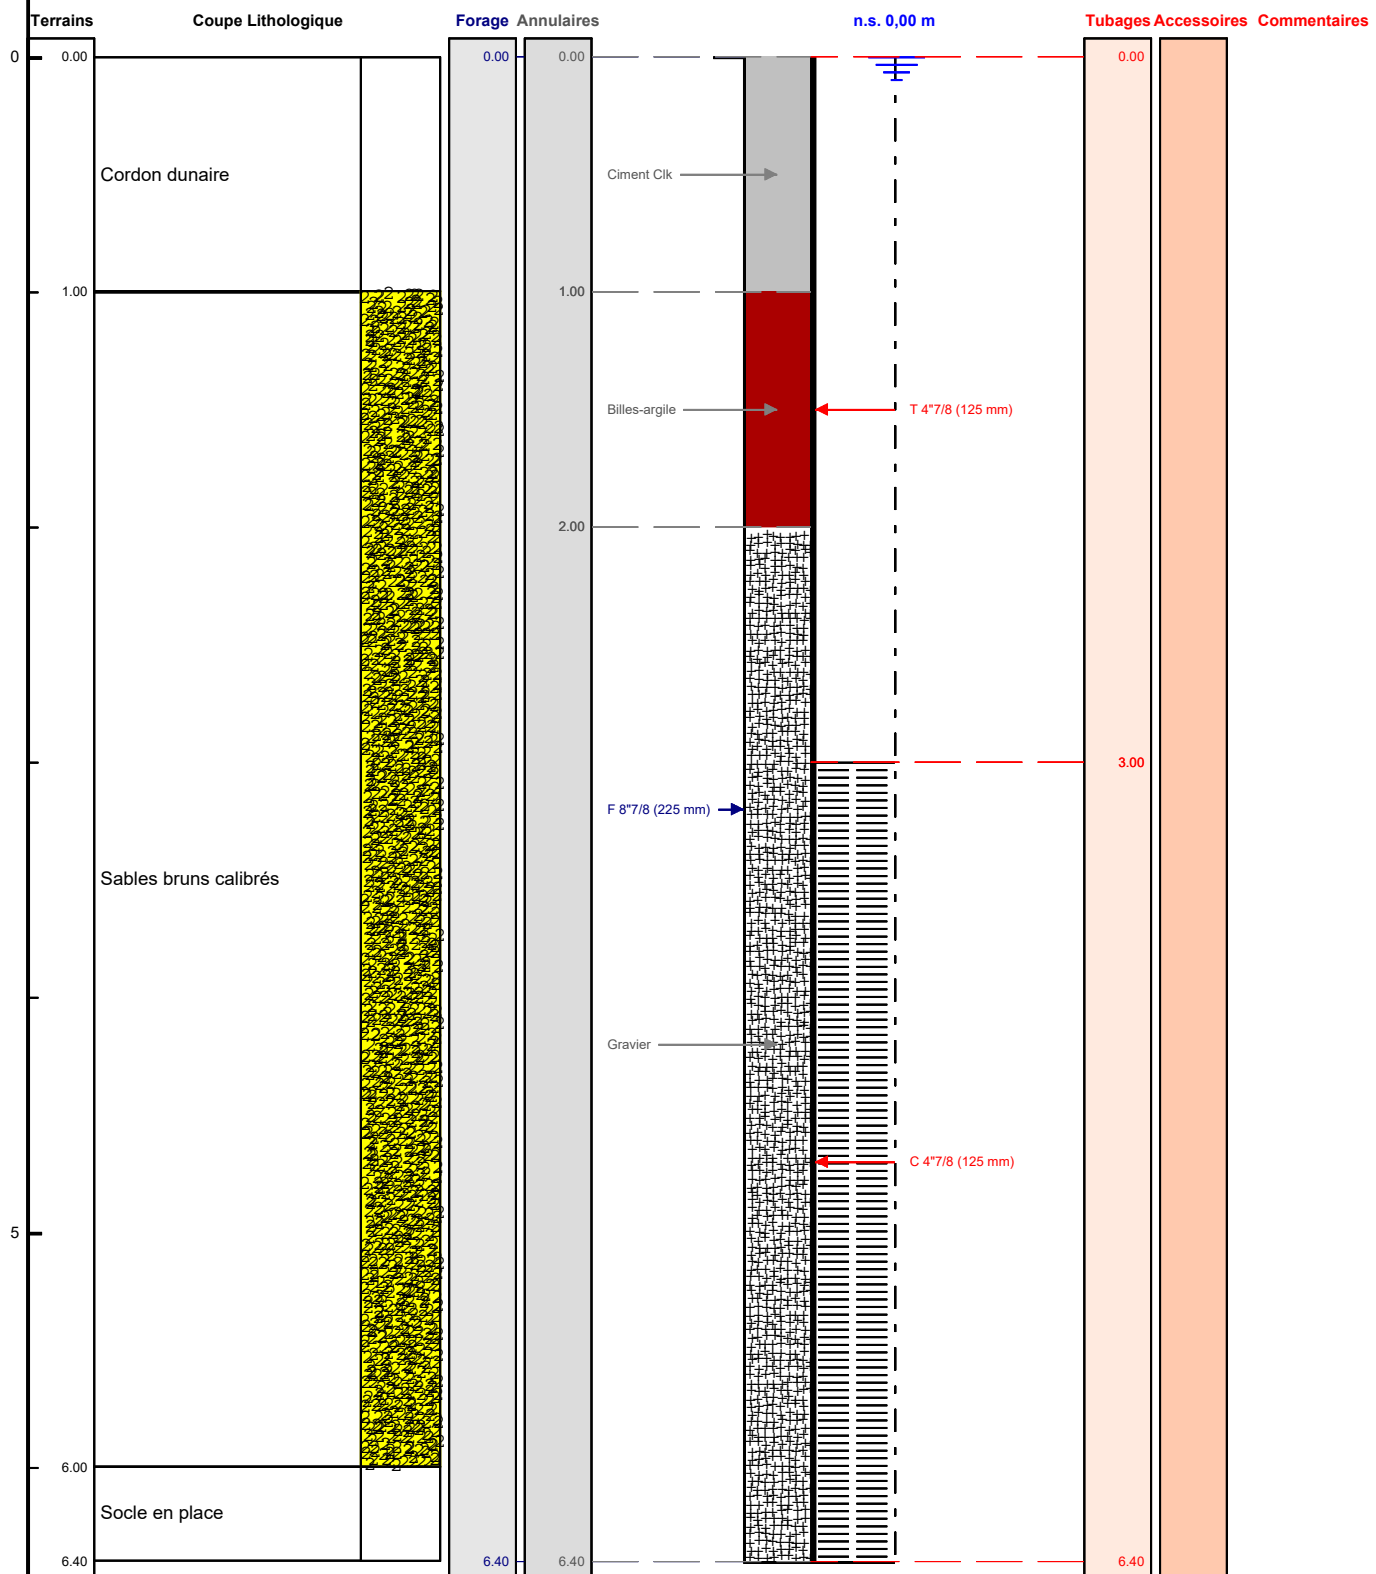 Terrains Coupe Lithologique Forage Annulaires n.s. 0,00 m Tubages Accessoires Commentaires
0 0.00 0.00 0.00 0.00
Cordon dunaire Ciment Clk
1.00 1.00
Billes-argile T 4"7/8 (125 mm)
2.00
3.00
F 8"7/8 (225 mm)
Sables bruns calibrés
Gravier
C 4"7/8 (125 mm)
5
6.00
Socle en place
6.40 6.40 6.40 6.40